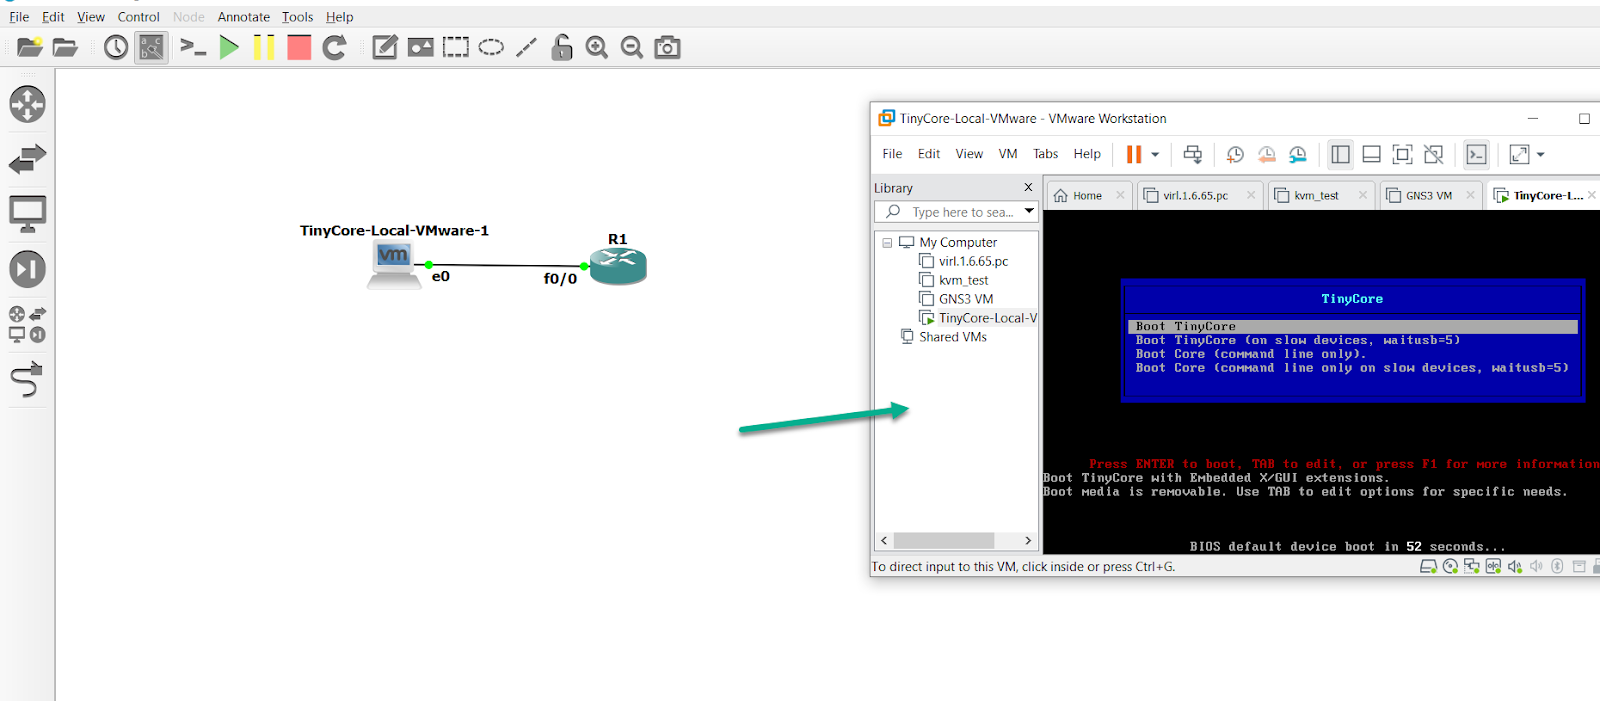 File Edit View Control Node Annotate Tools Help
TinyCore-Local-VMware-1
e0
R1
f0/0
TinyCore-Local-VMware - VMware Workstation
File Edit View VM Tabs Help
Library
Type here to sea...
My Computer
virl.1.6.65.pc
kvm_test
GNS3 VM
TinyCore-Local-V
Shared VMs
Home virl.1.6.65.pc kvm_test GNS3 VM TinyCore-L...
TinyCore
Boot TinyCore
Boot TinyCore (on slow devices, waitusb=5)
Boot Core (command line only).
Boot Core (command line only on slow devices, waitusb=5)
Press ENTER to boot, TAB to edit, or press F1 for more information
Boot TinyCore with Embedded X/GUI extensions.
Boot media is removable. Use TAB to edit options for specific needs.
BIOS default device boot in 52 seconds...
To direct input to this VM, click inside or press Ctrl+G.